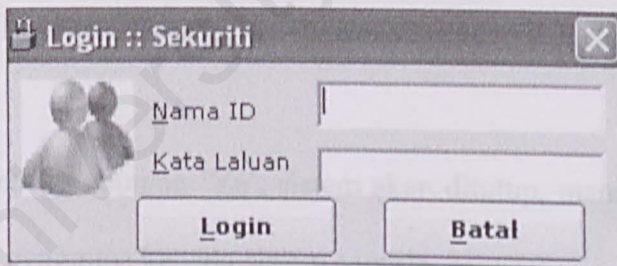 Login :: Sekuriti
Nama ID
Kata Laluan
Login
Batal